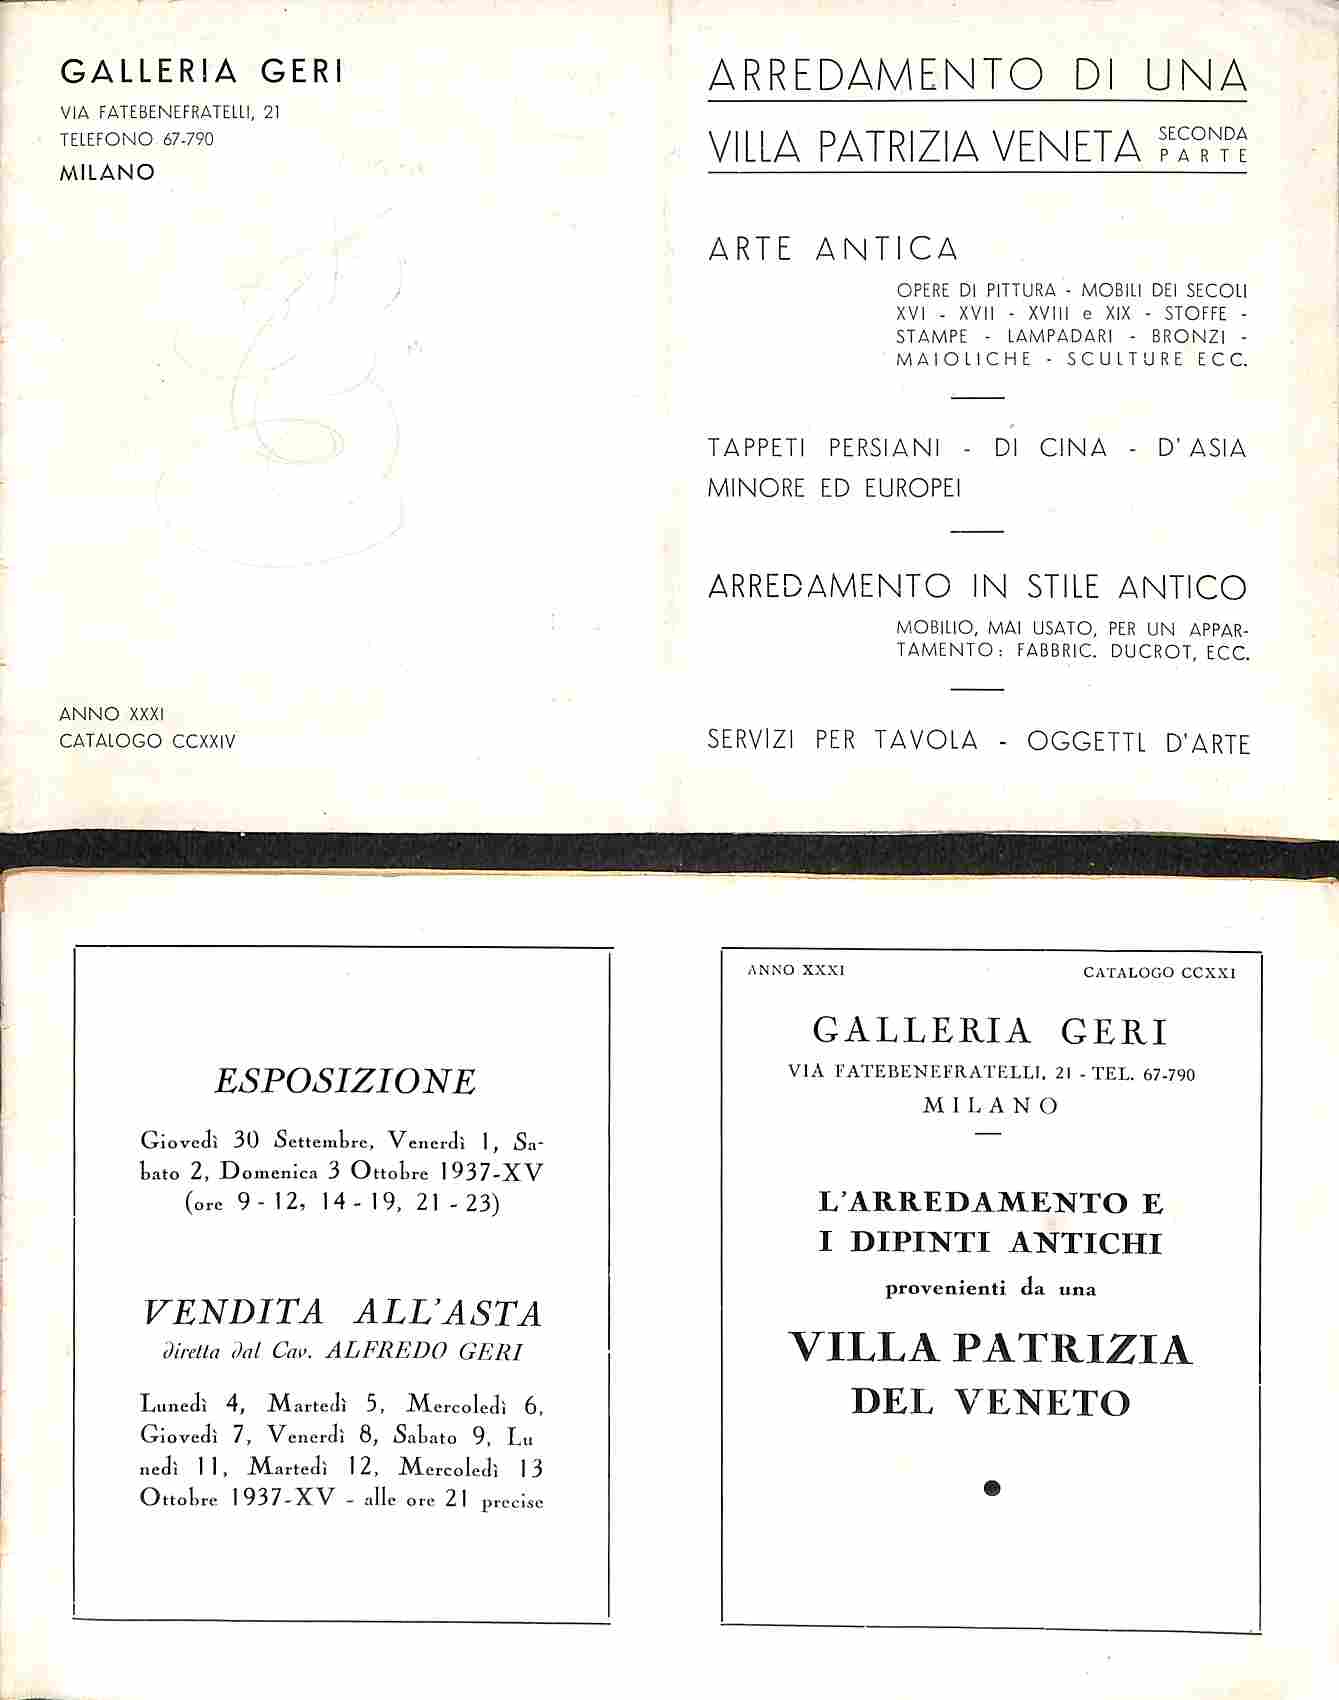 GALLERIA GERI
VIA FATEBENEFRATELLI, 21
TELEFONO 67-790
MILANO
ANNO XXXI
CATALOGO CCXXIV
ARREDAMENTO DI UNA
VILLA PATRIZIA VENETA SECONDA
PARTE
ARTE ANTICA
OPERE DI PITTURA - MOBILI DEI SECOLI
XVI - XVII - XVIII e XIX - STOFFE -
STAMPE - LAMPADARI - BRONZI -
MAIOLICHE - SCULTURE ECC.
TAPPETI PERSIANI - DI CINA - D'ASIA
MINORE ED EUROPEI
ARREDAMENTO IN STILE ANTICO
MOBILIO, MAI USATO, PER UN APPAR-
TAMENTO: FABBRIC. DUCROT, ECC.
SERVIZI PER TAVOLA - OGGETTI D'ARTE
ESPOSIZIONE
Giovedì 30 Settembre, Venerdì 1, Sa-
bato 2, Domenica 3 Ottobre 1937-XV
(ore 9 - 12, 14 - 19, 21 - 23)
VENDITA ALL'ASTA
diretta dal Cav. ALFREDO GERI
Lunedì 4, Martedì 5, Mercoledì 6,
Giovedì 7, Venerdì 8, Sabato 9, Lu
nedì 11, Martedì 12, Mercoledì 13
Ottobre 1937-XV - alle ore 21 precise
ANNO XXXI CATALOGO CCXXI
GALLERIA GERI
VIA FATEBENEFRATELLI, 21 - TEL. 67-790
MILANO
L'ARREDAMENTO E
I DIPINTI ANTICHI
provenienti da una
VILLA PATRIZIA
DEL VENETO